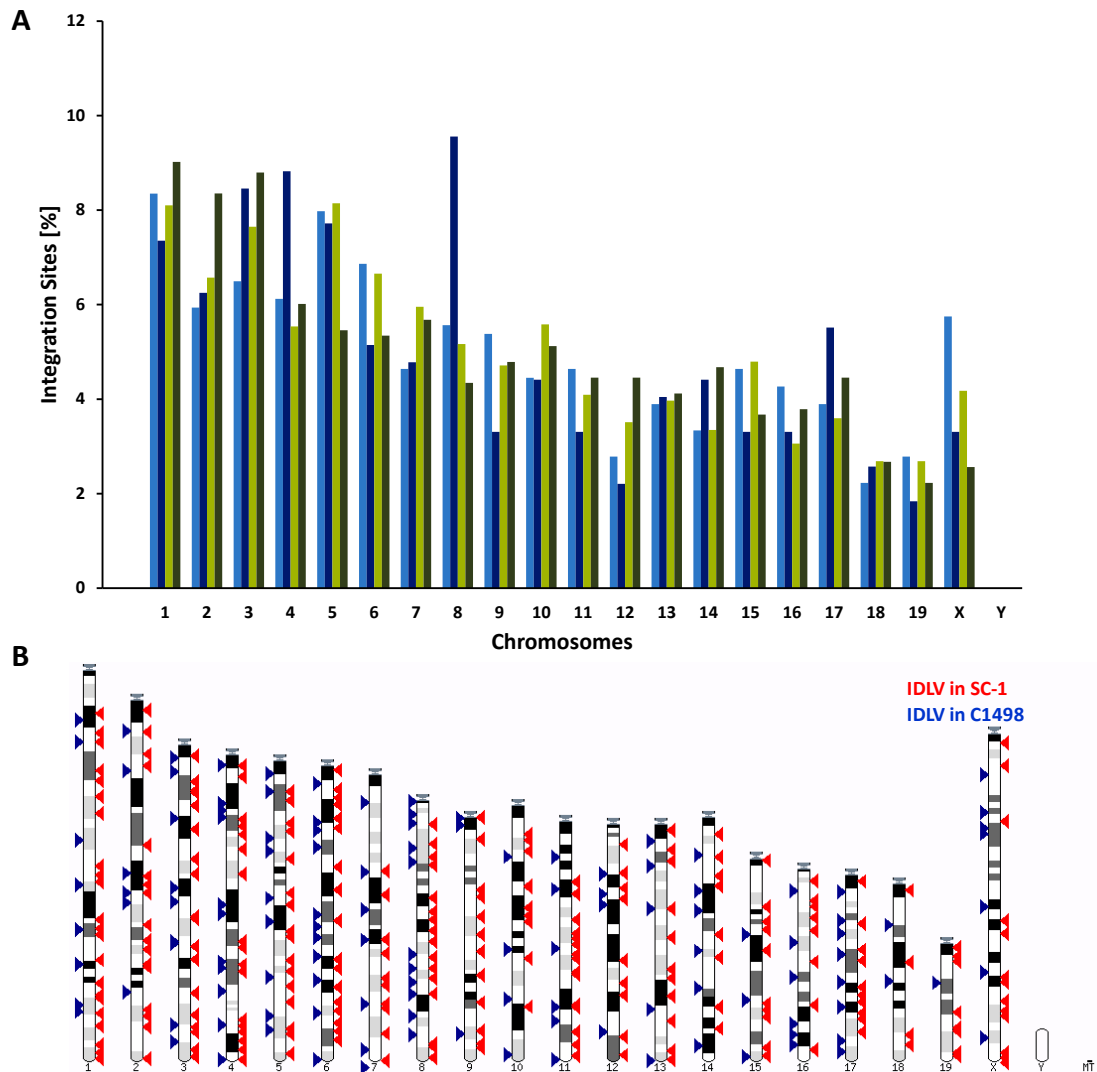 A
12
10
8
6
4
2
0
Integration Sites [%]
1 2 3 4 5 6 7 8 9 10 11 12 13 14 15 16 17 18 19 X Y
Chromosomes
B
IDLV in SC-1
IDLV in C1498
1 2 3 4 5 6 7 8 9 10 11 12 13 14 15 16 17 18 19 X Y MT